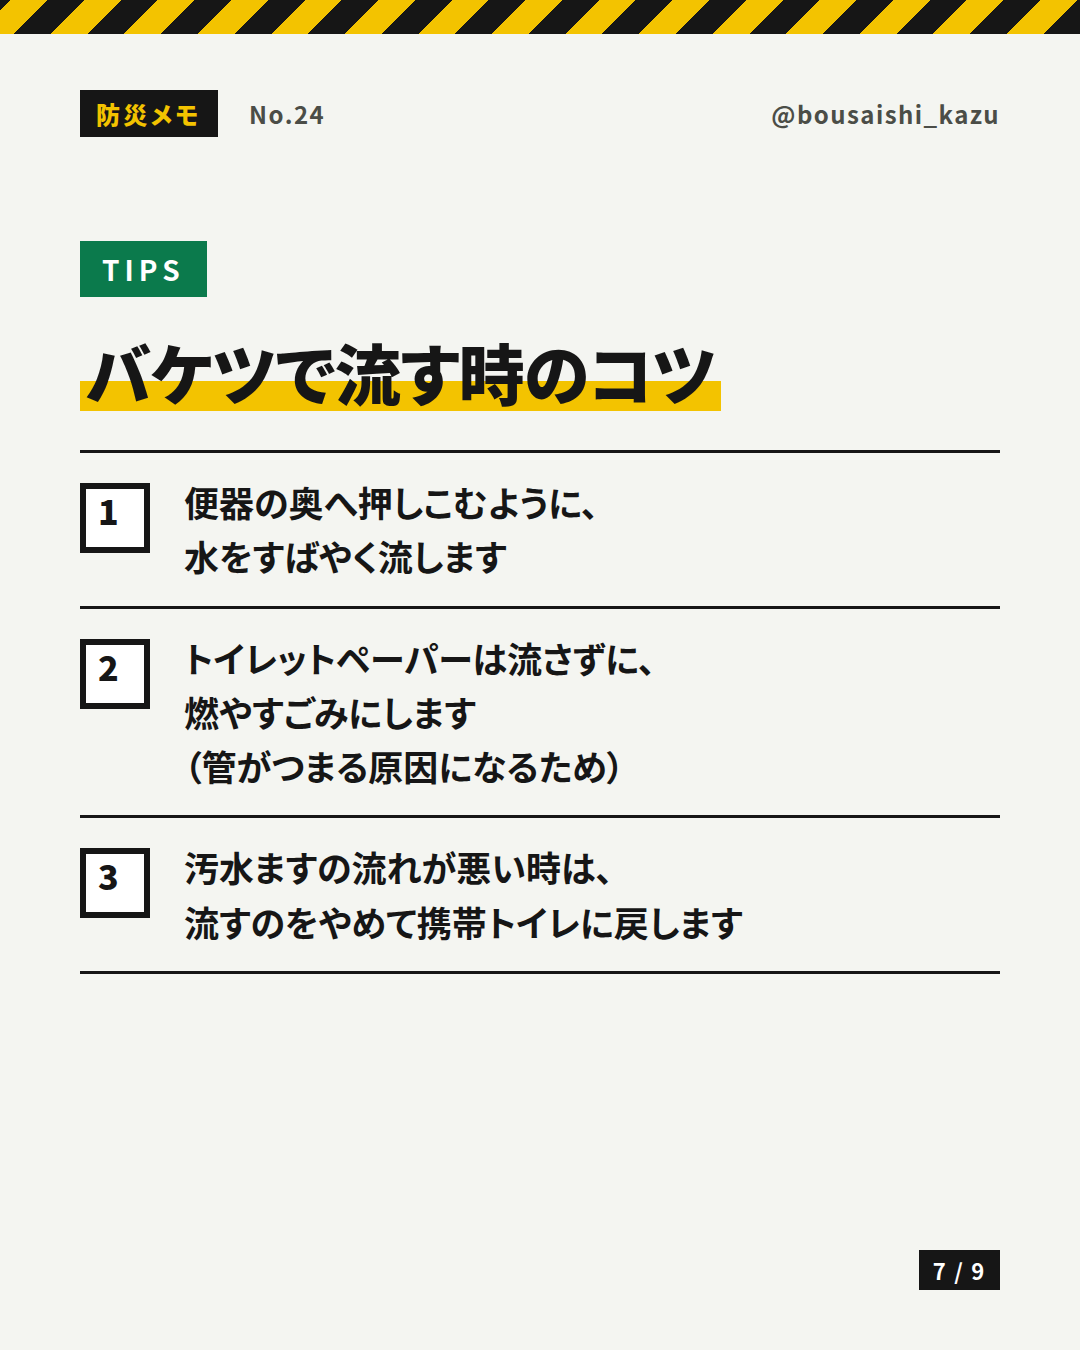 防災メモ No.24 @bousaishi_kazu
TIPS
バケツで流す時のコツ
1 便器の奥へ押しこむように、
水をすばやく流します
2 トイレットペーパーは流さずに、
燃やすごみにします
（管がつまる原因になるため）
3 汚水ますの流れが悪い時は、
流すのをやめて携帯トイレに戻します
7 / 9